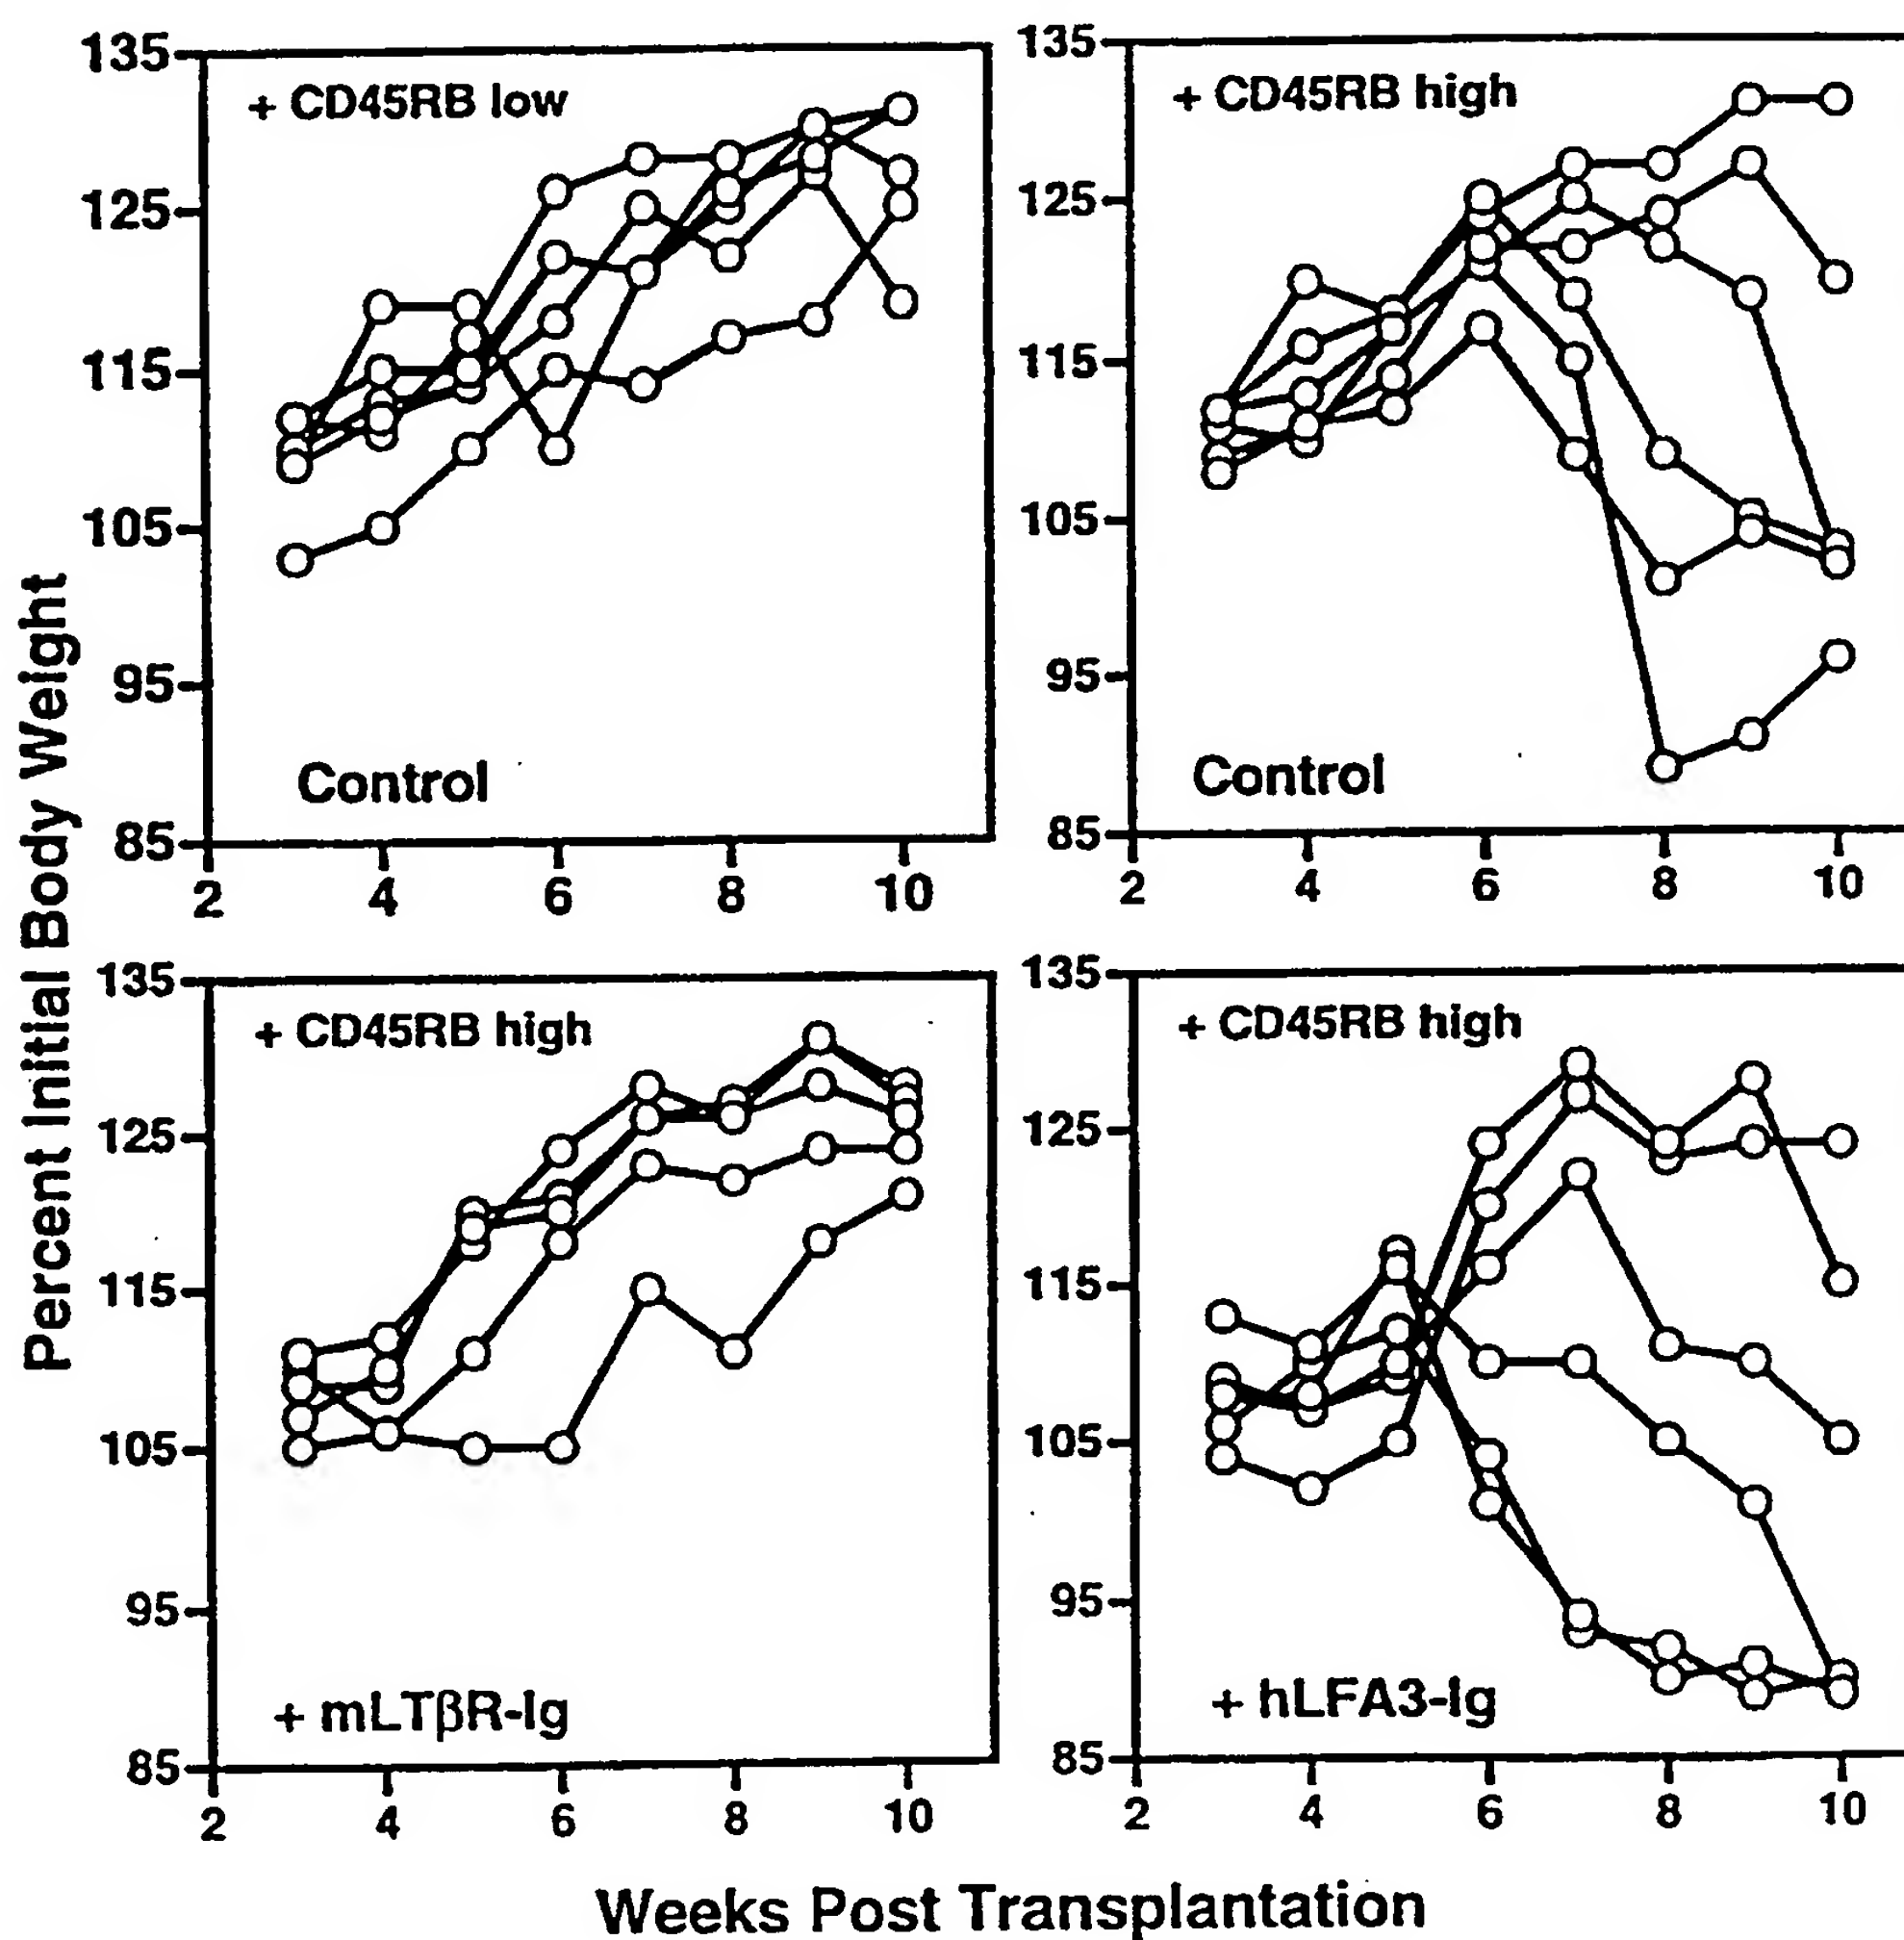 Percent Initial Body Weight
135
125
115
105
95
85
+ CD45RB low
Control
2 4 6 8 10
135
125
115
105
95
85
+ CD45RB high
Control
2 4 6 8 10
135
125
115
105
95
85
+ CD45RB high
+ mLTβR-Ig
2 4 6 8 10
135
125
115
105
95
85
+ CD45RB high
+ hLFA3-Ig
2 4 6 8 10
Weeks Post Transplantation